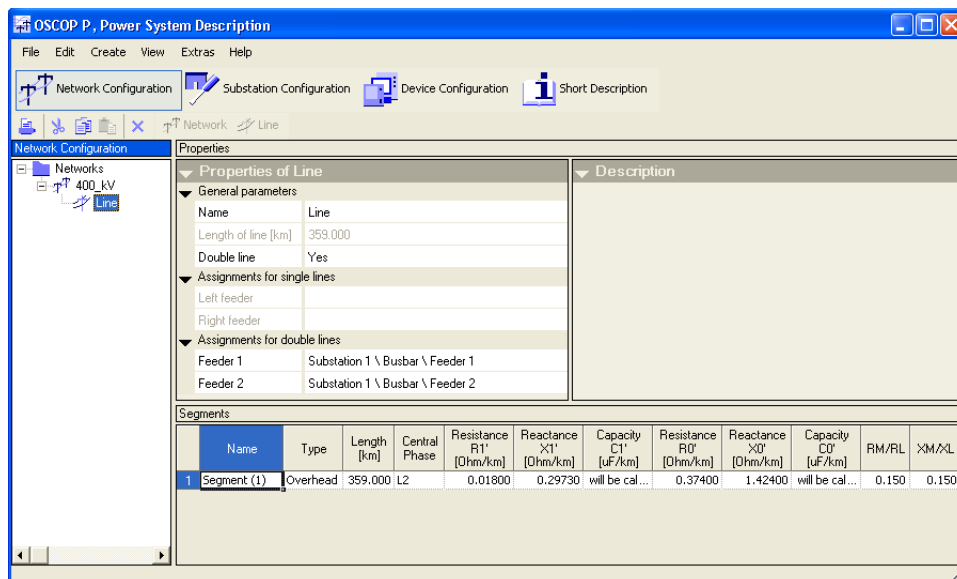 OSCOP P , Power System Description
File Edit Create View Extras Help
Network Configuration Substation Configuration Device Configuration Short Description
Network Line
Network Configuration
Networks
400_kV
Line
Properties
Properties of Line
General parameters
Name Line
Length of line [km] 359.000
Double line Yes
Assignments for single lines
Left feeder
Right feeder
Assignments for double lines
Feeder 1 Substation 1 \ Busbar \ Feeder 1
Feeder 2 Substation 1 \ Busbar \ Feeder 2
Description
Segments
Name Type Length [km] Central Phase Resistance R1' [Ohm/km] Reactance X1' [Ohm/km] Capacity C1' [uF/km] Resistance R0' [Ohm/km] Reactance X0' [Ohm/km] Capacity C0' [uF/km] RM/RL XM/XL
1 Segment (1) Overhead 359.000 L2 0.01800 0.29730 will be cal... 0.37400 1.42400 will be cal... 0.150 0.150